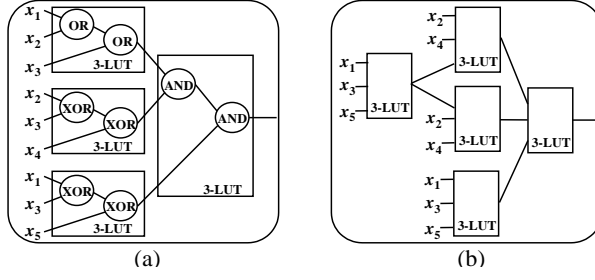 x1
OR
x2
OR
x3
3-LUT
x2
XOR
x3
XOR
x4
3-LUT
x1
XOR
x3
XOR
x5
3-LUT
AND
AND
3-LUT
(a)
x2
x4
3-LUT
x1
x3
x5
3-LUT
x2
x4
3-LUT
3-LUT
x1
x3
x5
3-LUT
(b)